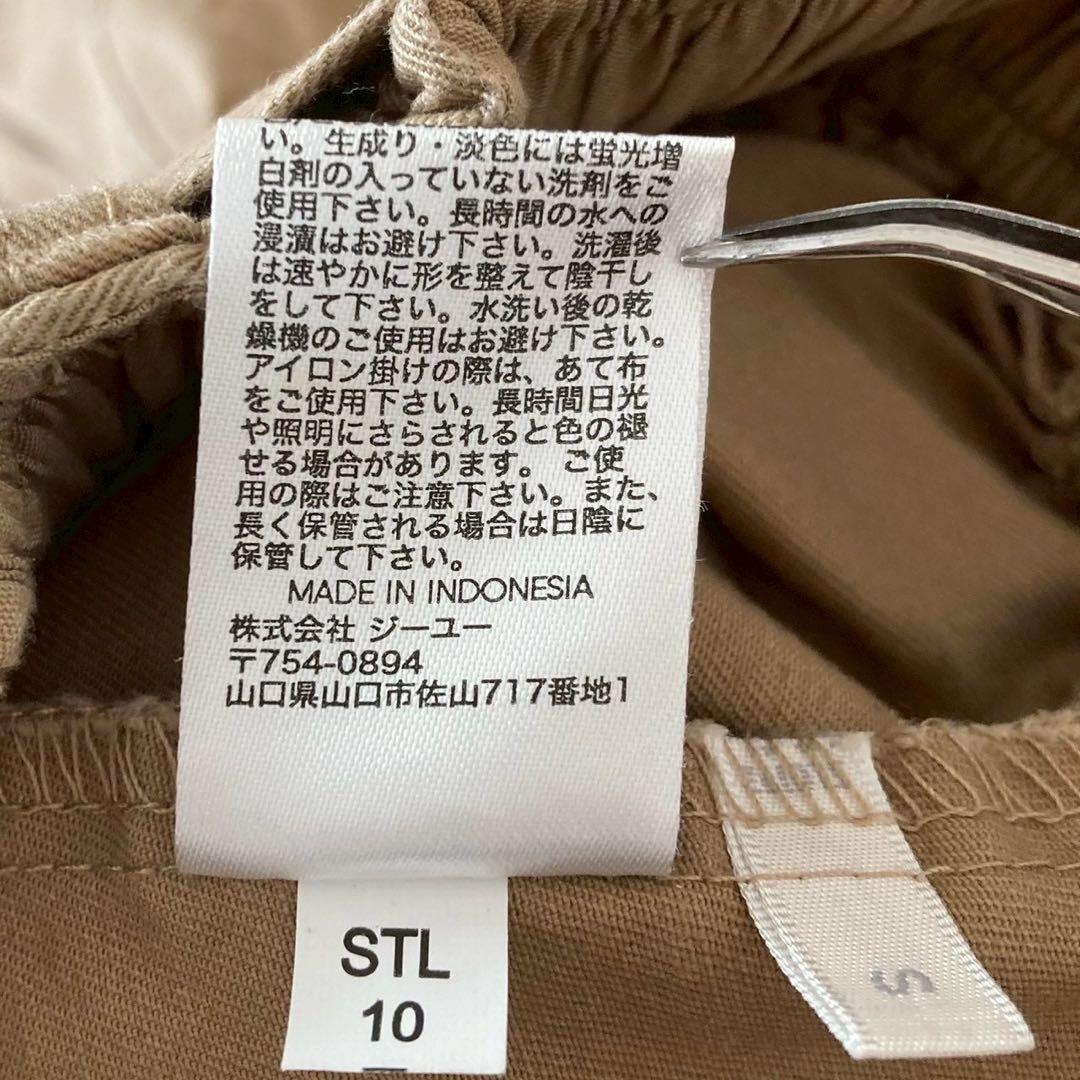 い。生成り・淡色には蛍光増
白剤の入っていない洗剤をご
使用下さい。長時間の水への
浸漬はお避け下さい。洗濯後
は速やかに形を整えて陰干し
をして下さい。水洗い後の乾
燥機のご使用はお避け下さい。
アイロン掛けの際は、あて布
をご使用下さい。長時間日光
や照明にさらされると色の褪
せる場合があります。 ご使
用の際はご注意下さい。また、
長く保管される場合は日陰に
保管して下さい。
MADE IN INDONESIA
株式会社 ジーユー
〒754-0894
山口県山口市佐山717番地1
STL
10
S